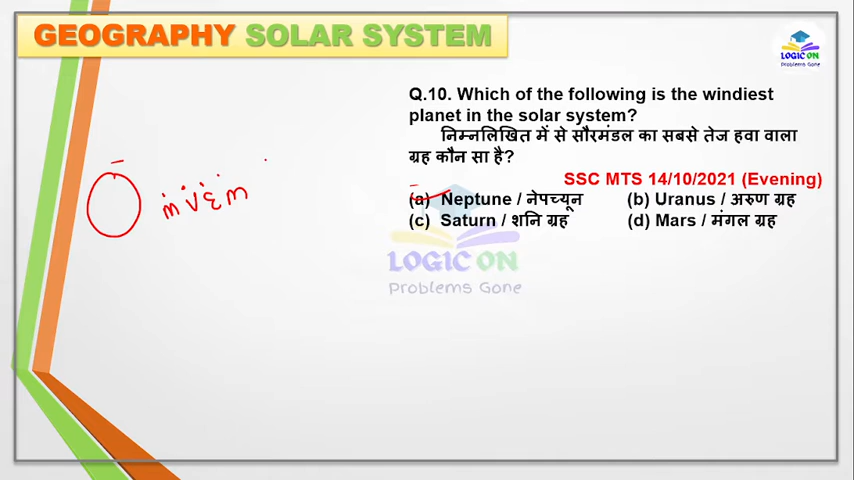 GEOGRAPHY SOLAR SYSTEM
LOGIC ON
Problems Gone
Q.10. Which of the following is the windiest
planet in the solar system?
निम्नलिखित में से सौरमंडल का सबसे तेज हवा वाला
ग्रह कौन सा है?
SSC MTS 14/10/2021 (Evening)
(a) Neptune / नेपच्यून (b) Uranus / अरुण ग्रह
(c) Saturn / शनि ग्रह (d) Mars / मंगल ग्रह
m V E m
LOGIC ON
Problems Gone